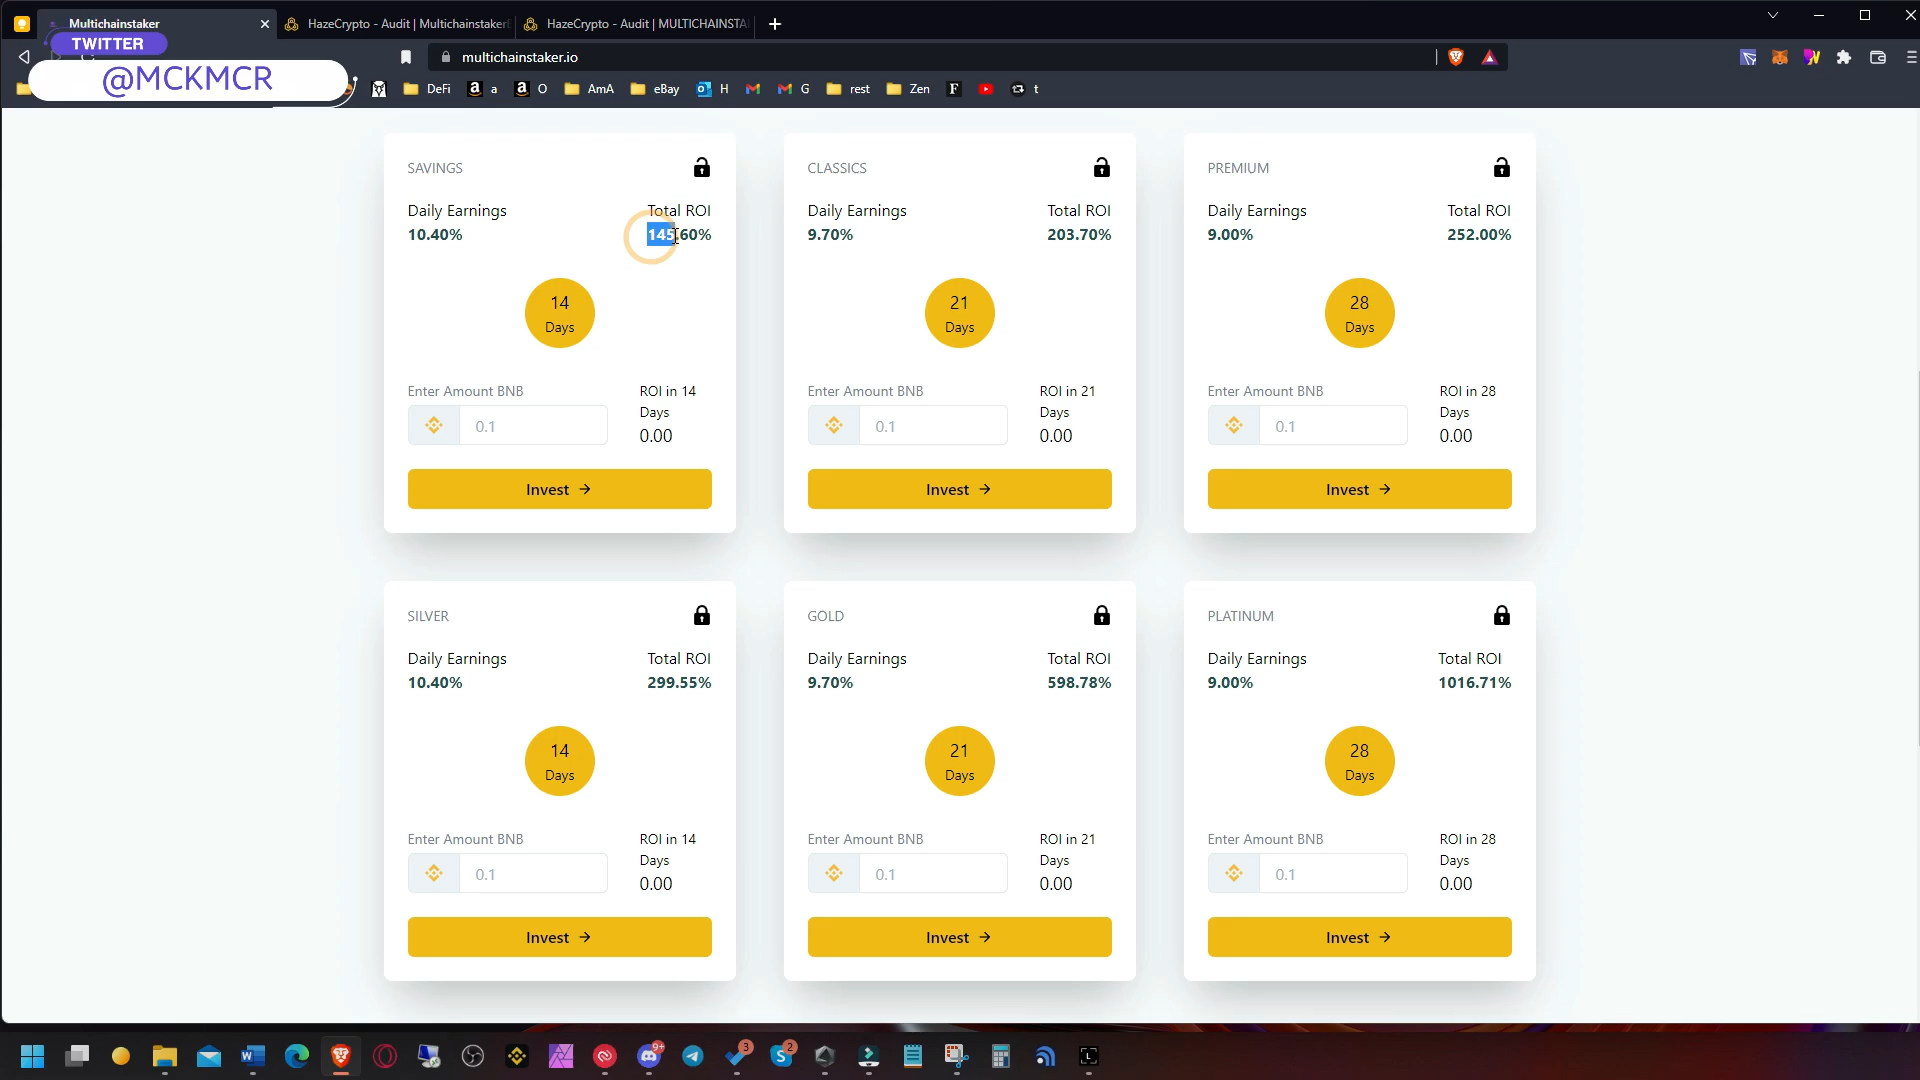 Multichainstaker
HazeCrypto - Audit | Multichainstaker
HazeCrypto - Audit | MULTICHAINSTA
TWITTER
@MCKMCR
multichainstaker.io
DeFi
a
O
AmA
eBay
H
G
rest
Zen
t
SAVINGS
Daily Earnings Total ROI
10.40% 145.60%
14
Days
Enter Amount BNB ROI in 14
Days
0.1 0.00
Invest →
CLASSICS
Daily Earnings Total ROI
9.70% 203.70%
21
Days
Enter Amount BNB ROI in 21
Days
0.1 0.00
Invest →
PREMIUM
Daily Earnings Total ROI
9.00% 252.00%
28
Days
Enter Amount BNB ROI in 28
Days
0.1 0.00
Invest →
SILVER
Daily Earnings Total ROI
10.40% 299.55%
14
Days
Enter Amount BNB ROI in 14
Days
0.1 0.00
Invest →
GOLD
Daily Earnings Total ROI
9.70% 598.78%
21
Days
Enter Amount BNB ROI in 21
Days
0.1 0.00
Invest →
PLATINUM
Daily Earnings Total ROI
9.00% 1016.71%
28
Days
Enter Amount BNB ROI in 28
Days
0.1 0.00
Invest →
9+
3
2